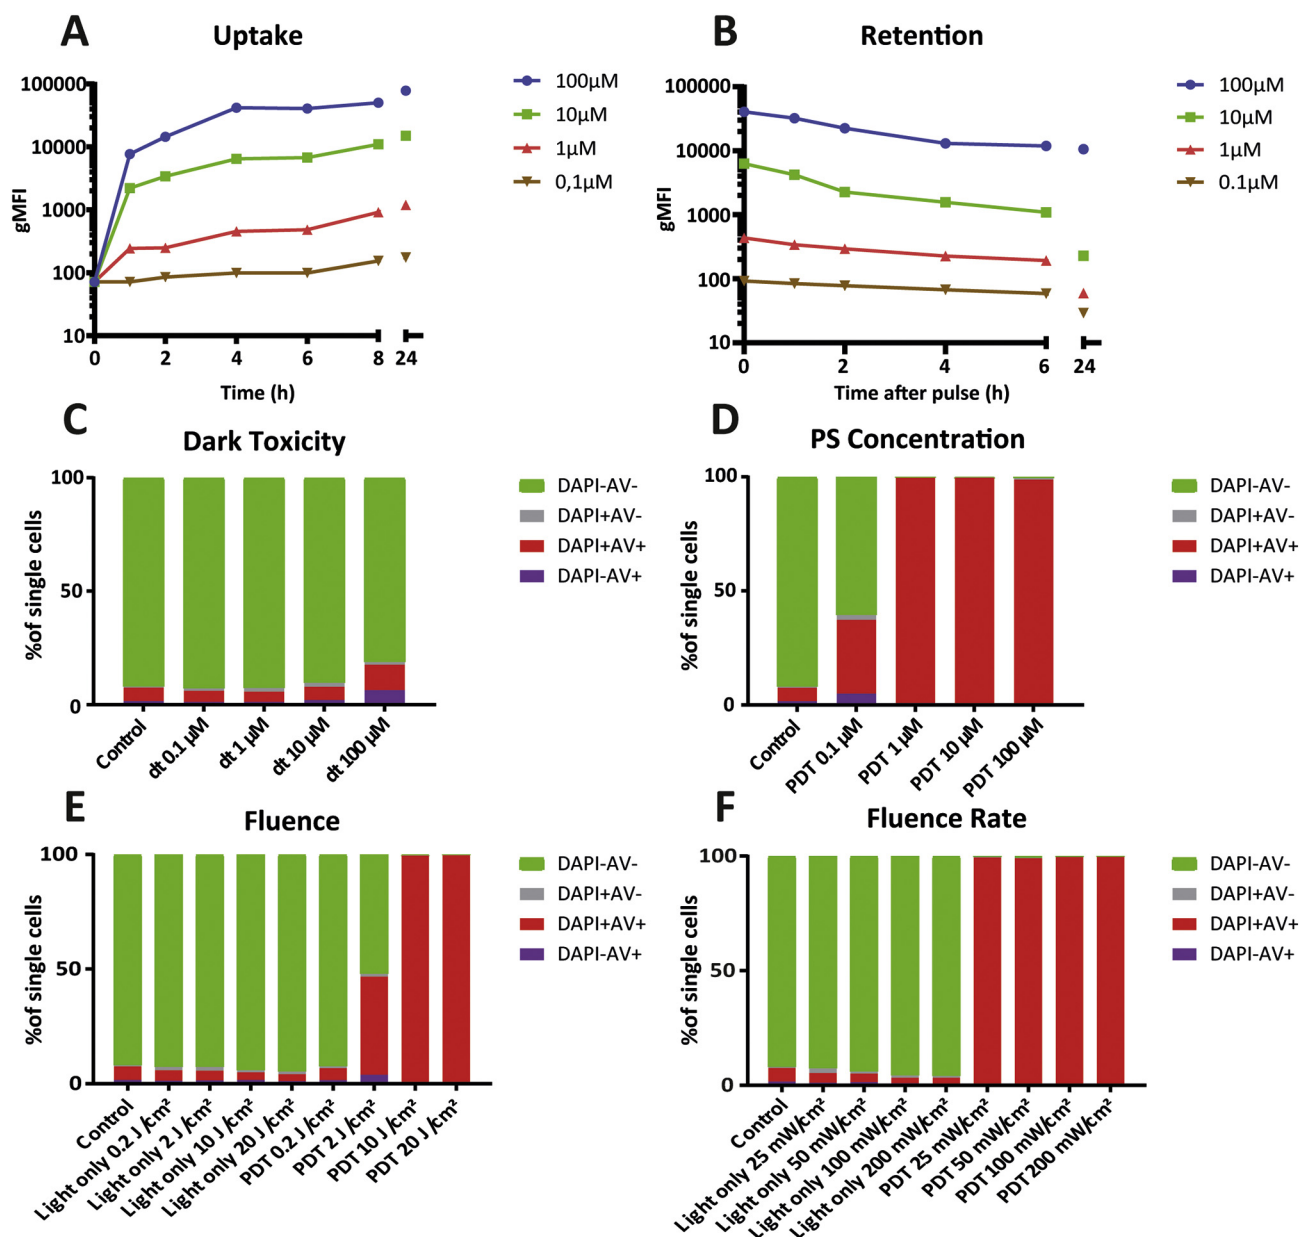 A
Uptake
100000
10000
1000
100
10
gMFI
0
2
4
6
8
24
Time (h)
100µM
10µM
1µM
0,1µM
B
Retention
100000
10000
1000
100
10
gMFI
0
2
4
6
24
Time after pulse (h)
100µM
10µM
1µM
0.1µM
C
Dark Toxicity
100
50
0
%of single cells
Control
dt 0.1 µM
dt 1 µM
dt 10 µM
dt 100 µM
DAPI-AV-
DAPI+AV-
DAPI+AV+
DAPI-AV+
D
PS Concentration
100
50
0
%of single cells
Control
PDT 0.1 µM
PDT 1 µM
PDT 10 µM
PDT 100 µM
DAPI-AV-
DAPI+AV-
DAPI+AV+
DAPI-AV+
E
Fluence
100
50
0
%of single cells
Control
Light only 0.2 J /cm²
Light only 2 J /cm²
Light only 10 J /cm²
Light only 20 J /cm²
PDT 0.2 J /cm²
PDT 2 J /cm²
PDT 10 J /cm²
PDT 20 J /cm²
DAPI-AV-
DAPI+AV-
DAPI+AV+
DAPI-AV+
F
Fluence Rate
100
50
0
%of single cells
Control
Light only 25 mW/cm²
Light only 50 mW/cm²
Light only 100 mW/cm²
Light only 200 mW/cm²
PDT 25 mW/cm²
PDT 50 mW/cm²
PDT 100 mW/cm²
PDT 200 mW/cm²
DAPI-AV-
DAPI+AV-
DAPI+AV+
DAPI-AV+